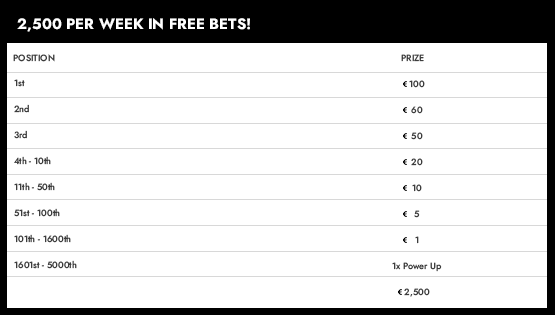 2,500 PER WEEK IN FREE BETS!
POSITION PRIZE
1st €100
2nd € 60
3rd € 50
4th - 10th € 20
11th - 50th € 10
51st - 100th € 5
101th - 1600th € 1
1601st - 5000th 1x Power Up
€2,500